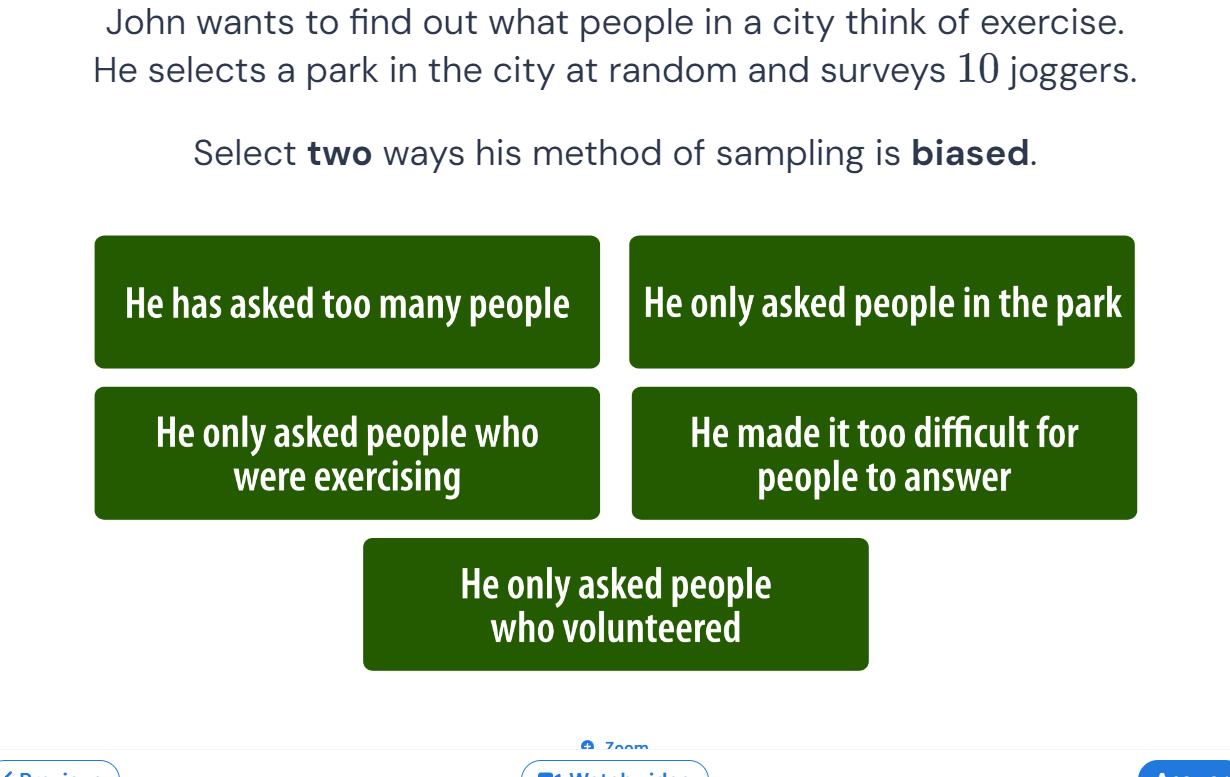 John wants to find out what people in a city think of exercise.
He selects a park in the city at random and surveys 10 joggers.
Select two ways his method of sampling is biased.
He has asked too many people
He only asked people in the park
He only asked people who
were exercising
He made it too difficult for
people to answer
He only asked people
who volunteered
Zoom